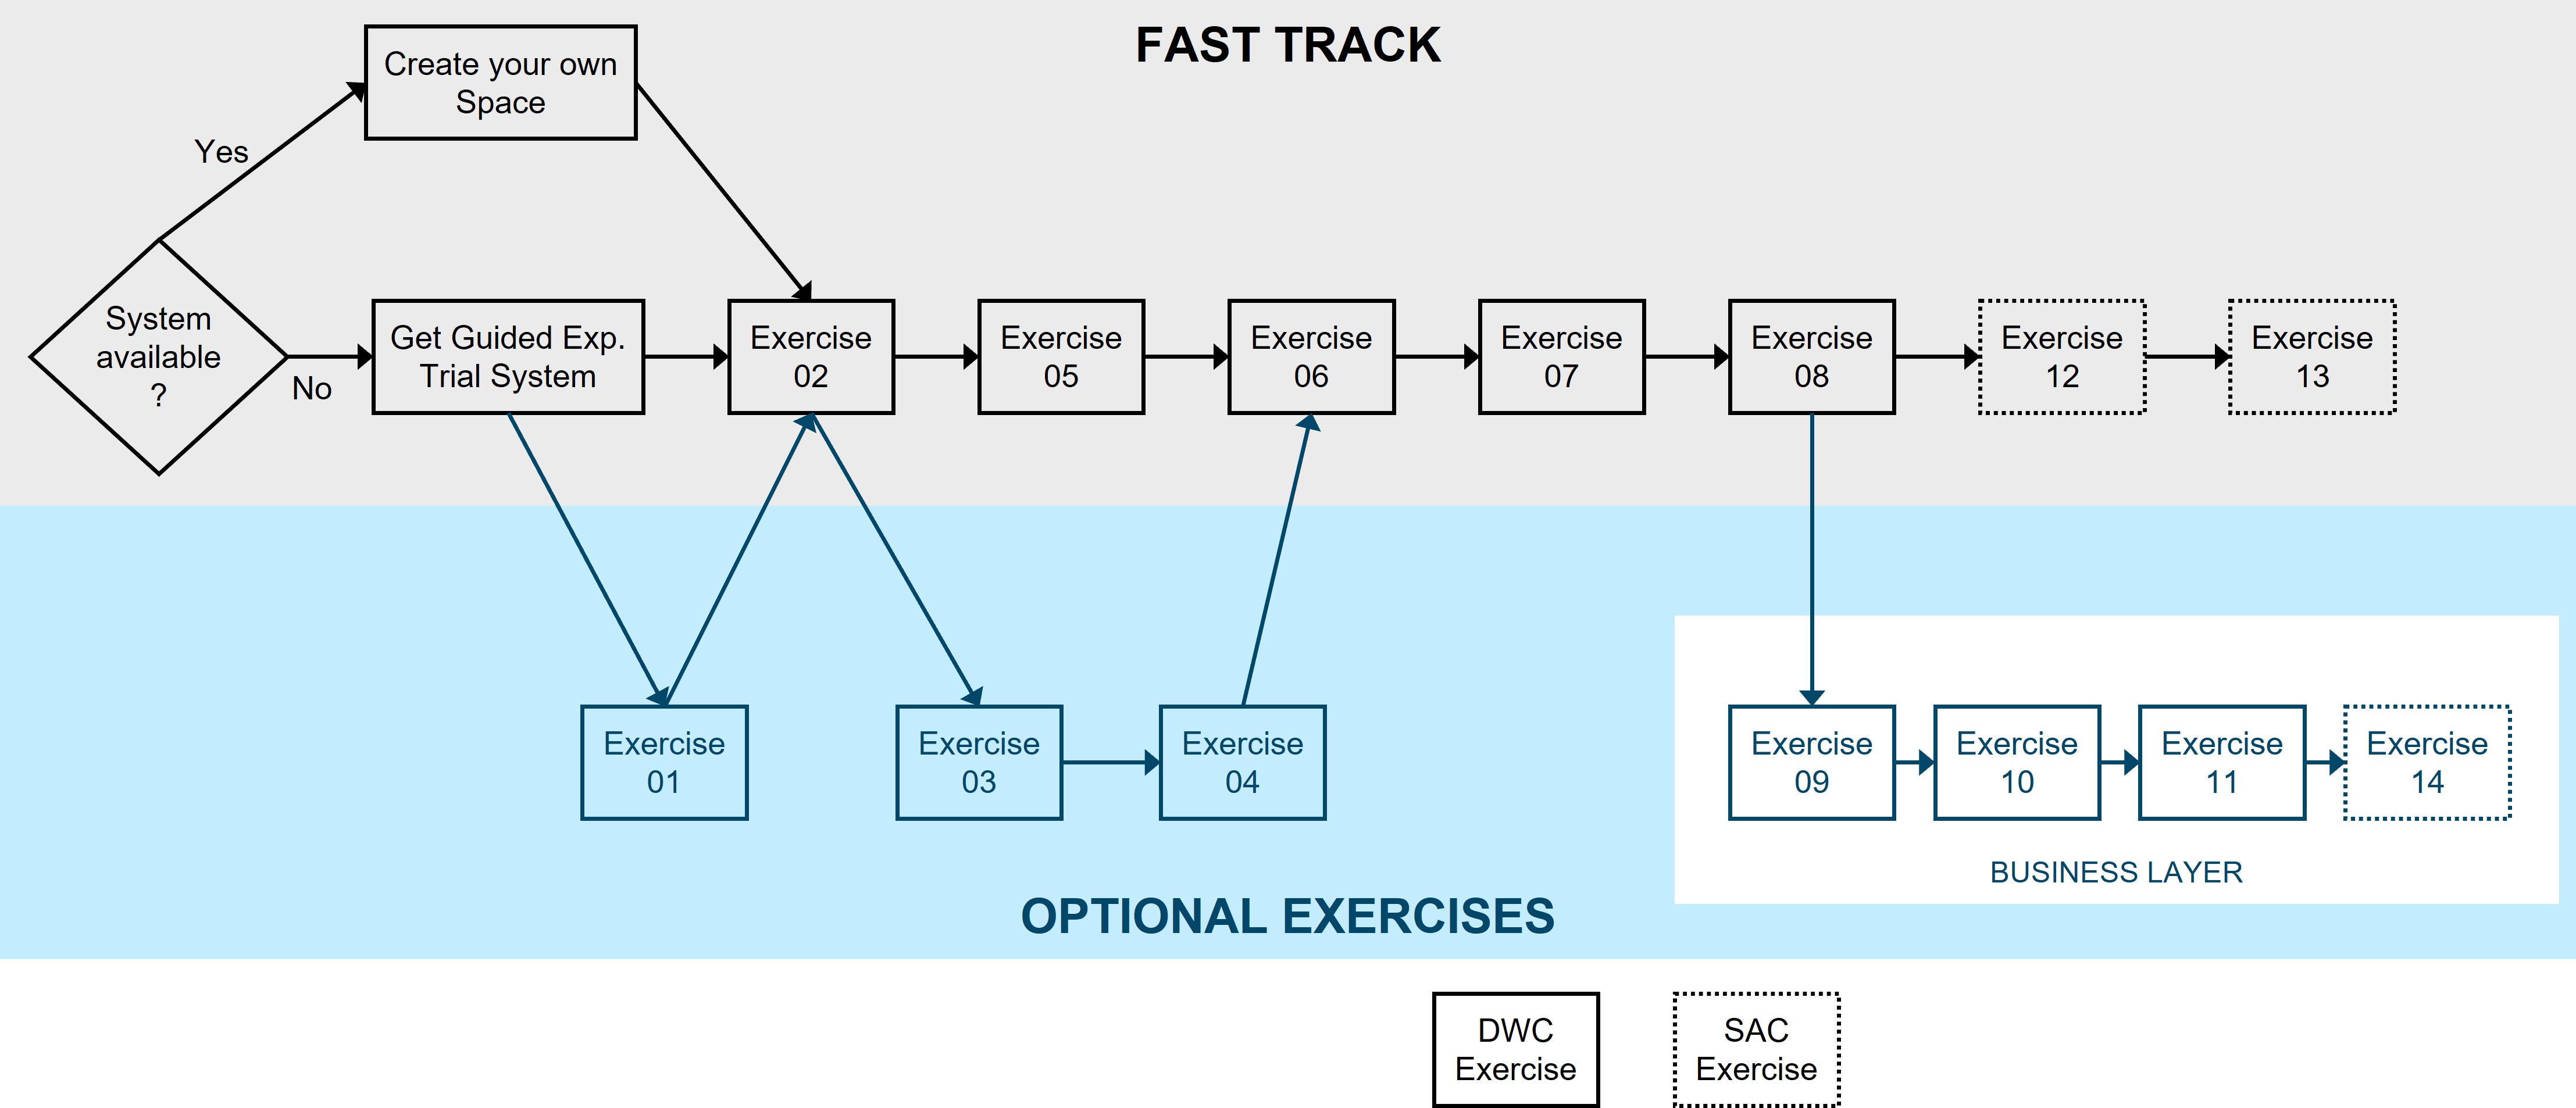 FAST TRACK
Create your own
Space
Yes
System
available
?
No
Get Guided Exp.
Trial System
Exercise
02
Exercise
05
Exercise
06
Exercise
07
Exercise
08
Exercise
12
Exercise
13
Exercise
01
Exercise
03
Exercise
04
Exercise
09
Exercise
10
Exercise
11
Exercise
14
BUSINESS LAYER
OPTIONAL EXERCISES
DWC
Exercise
SAC
Exercise